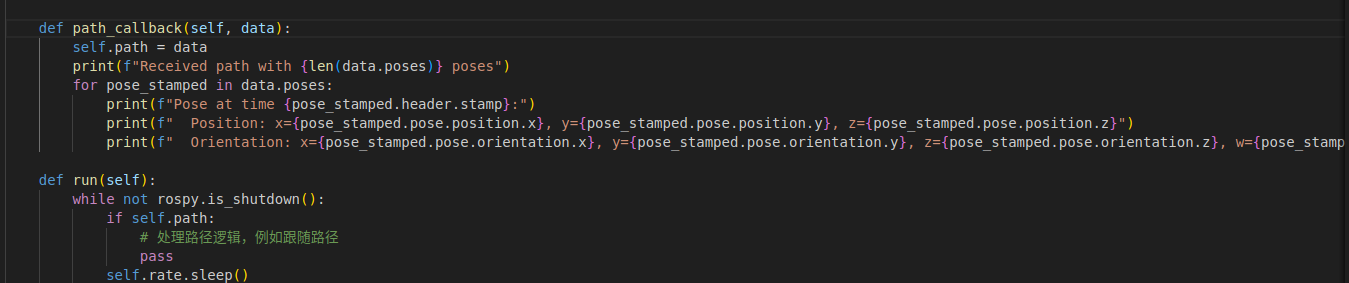 def path_callback(self, data):
    self.path = data
    print(f"Received path with {len(data.poses)} poses")
    for pose_stamped in data.poses:
        print(f"Pose at time {pose_stamped.header.stamp}:")
        print(f"  Position: x={pose_stamped.pose.position.x}, y={pose_stamped.pose.position.y}, z={pose_stamped.pose.position.z}")
        print(f"  Orientation: x={pose_stamped.pose.orientation.x}, y={pose_stamped.pose.orientation.y}, z={pose_stamped.pose.orientation.z}, w={pose_stamp
def run(self):
    while not rospy.is_shutdown():
        if self.path:
            # 处理路径逻辑，例如跟随路径
            pass
        self.rate.sleep()